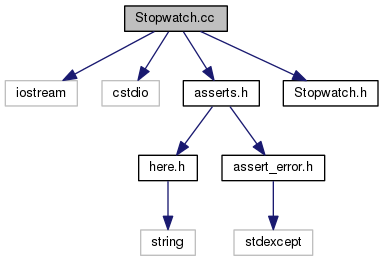 Stopwatch.cc
iostream
cstdio
asserts.h
Stopwatch.h
here.h
assert_error.h
string
stdexcept